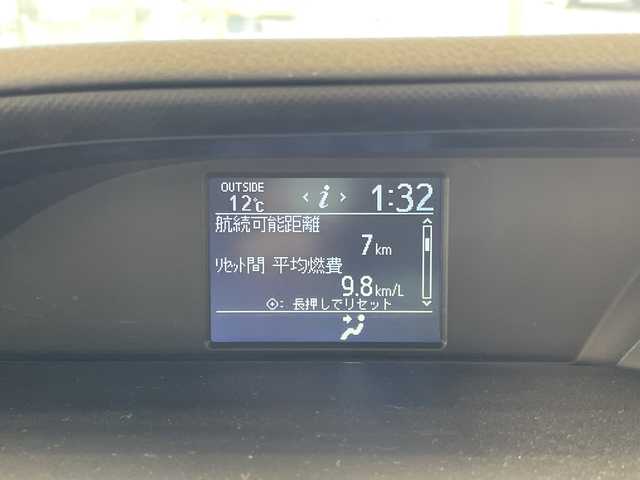 OUTSIDE
12℃
‹ i › 1:32
航続可能距離
7km
ﾘｾｯﾄ間 平均燃費
9.8km/L
: 長押しでリセット